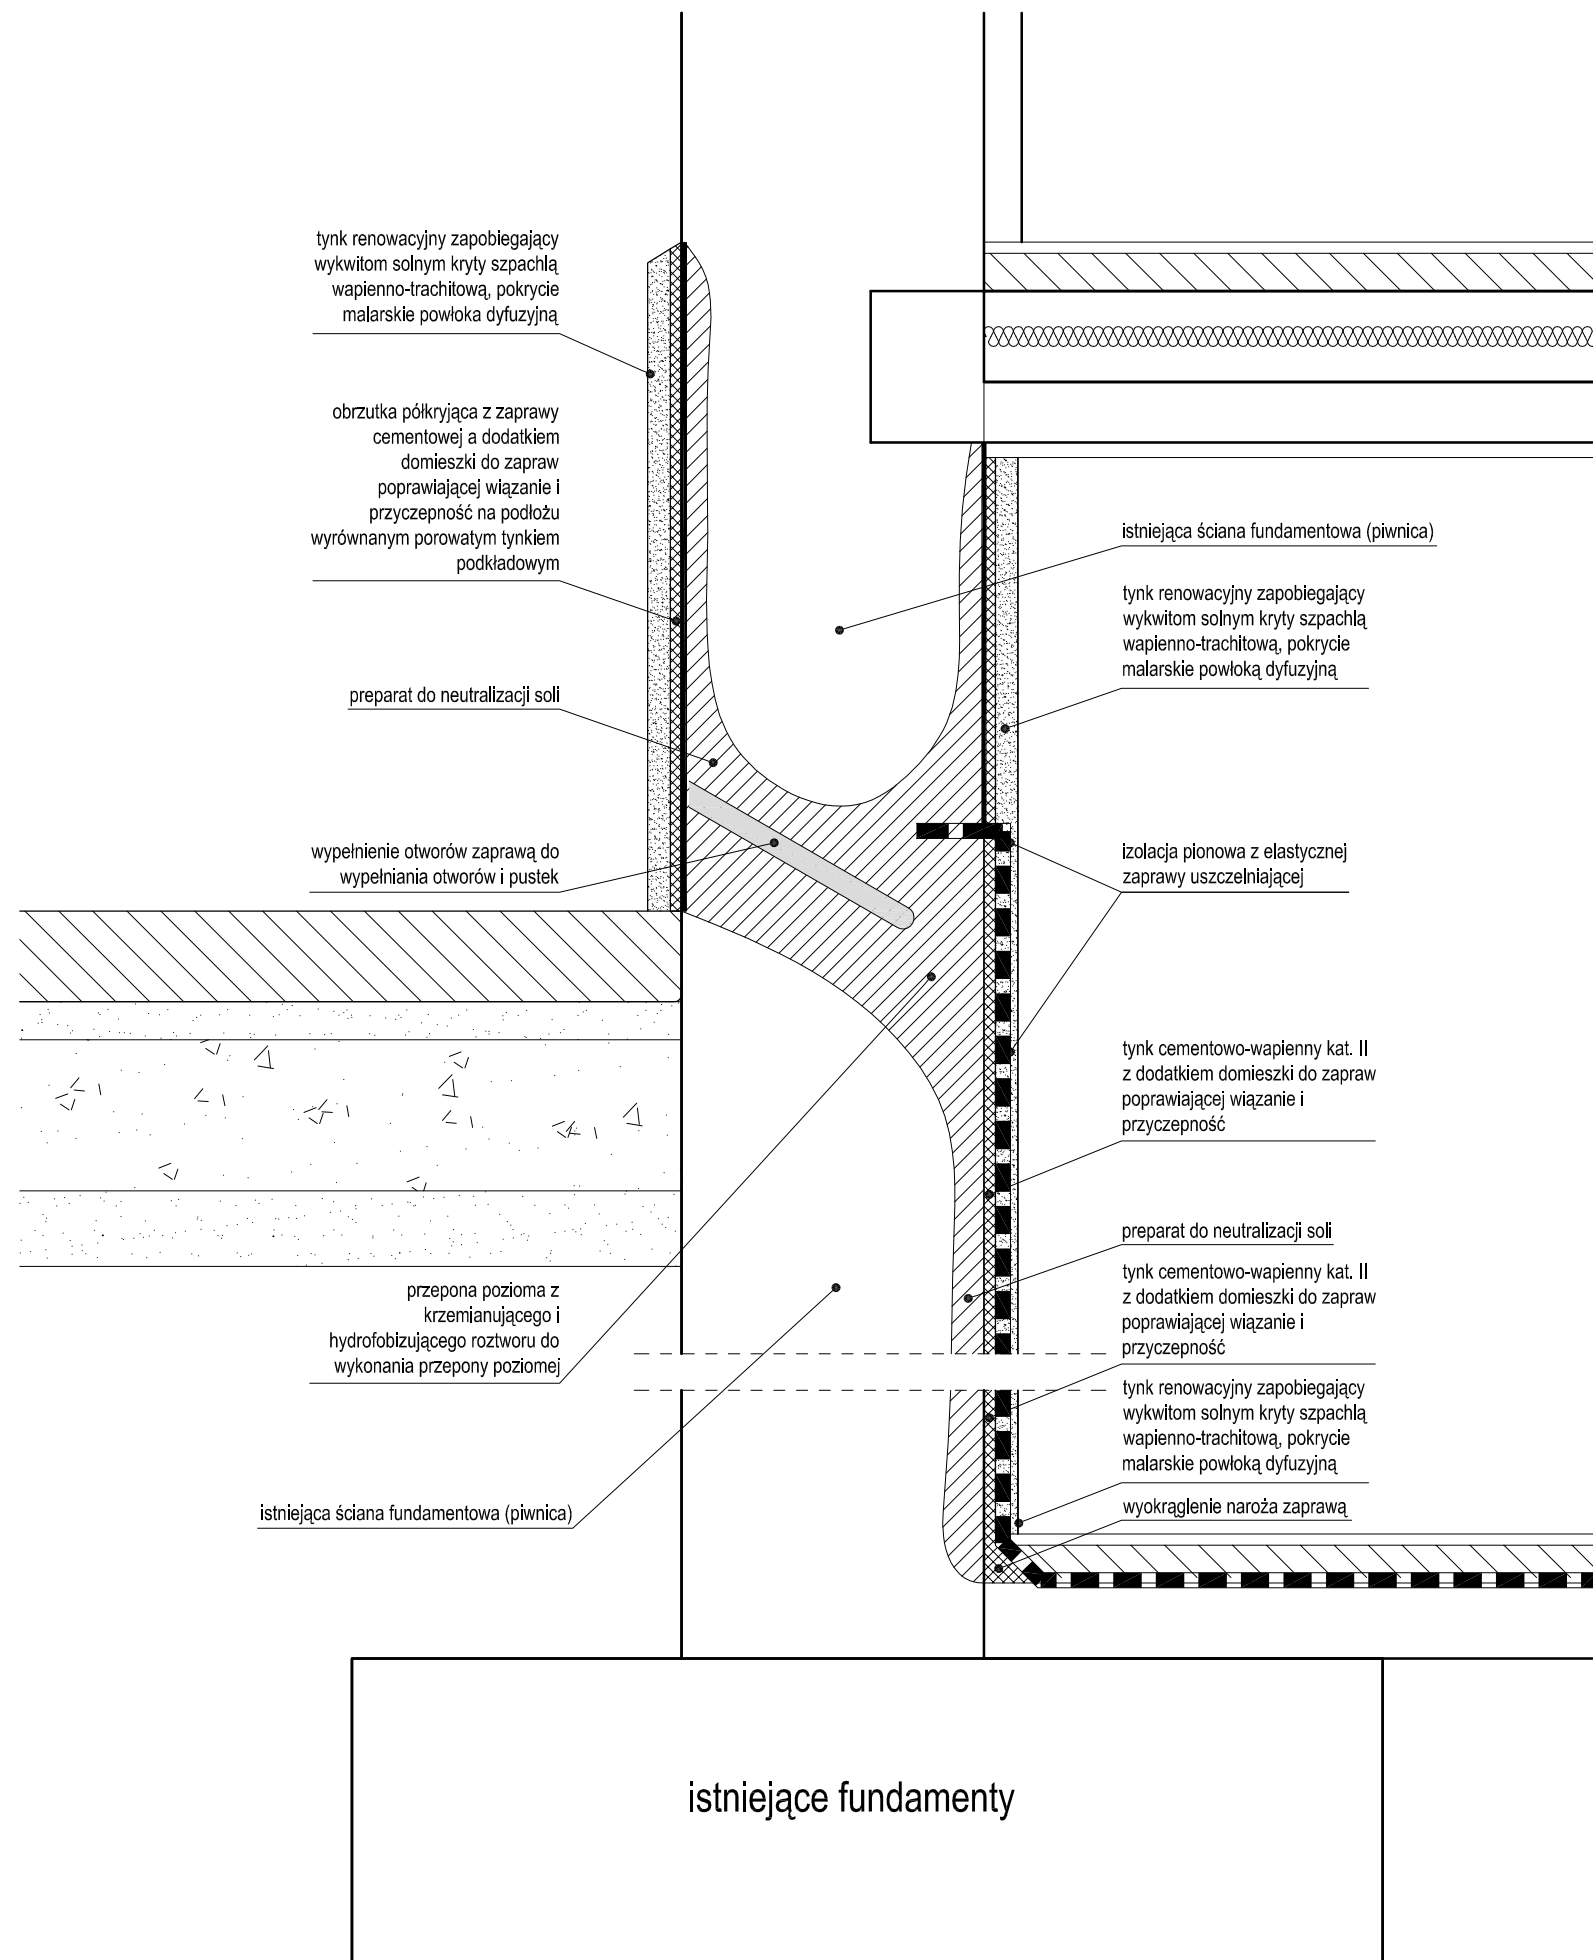 tynk renowacyjny zapobiegający
wykwitom solnym kryty szpachlą
wapienno-trachitową, pokrycie
malarskie powłoka dyfuzyjną
obrzutka półkryjąca z zaprawy
cementowej a dodatkiem
domieszki do zapraw
poprawiającej wiązanie i
przyczepność na podłożu
wyrównanym porowatym tynkiem
podkładowym
preparat do neutralizacji soli
wypełnienie otworów zaprawą do
wypełniania otworów i pustek
przepona pozioma z
krzemianującego i
hydrofobizującego roztworu do
wykonania przepony poziomej
istniejąca ściana fundamentowa (piwnica)
istniejąca ściana fundamentowa (piwnica)
tynk renowacyjny zapobiegający
wykwitom solnym kryty szpachlą
wapienno-trachitową, pokrycie
malarskie powłoką dyfuzyjną
izolacja pionowa z elastycznej
zaprawy uszczelniającej
tynk cementowo-wapienny kat. II
z dodatkiem domieszki do zapraw
poprawiającej wiązanie i
przyczepność
preparat do neutralizacji soli
tynk cementowo-wapienny kat. II
z dodatkiem domieszki do zapraw
poprawiającej wiązanie i
przyczepność
tynk renowacyjny zapobiegający
wykwitom solnym kryty szpachlą
wapienno-trachitową, pokrycie
malarskie powłoką dyfuzyjną
wyokrąglenie naroża zaprawą
istniejące fundamenty